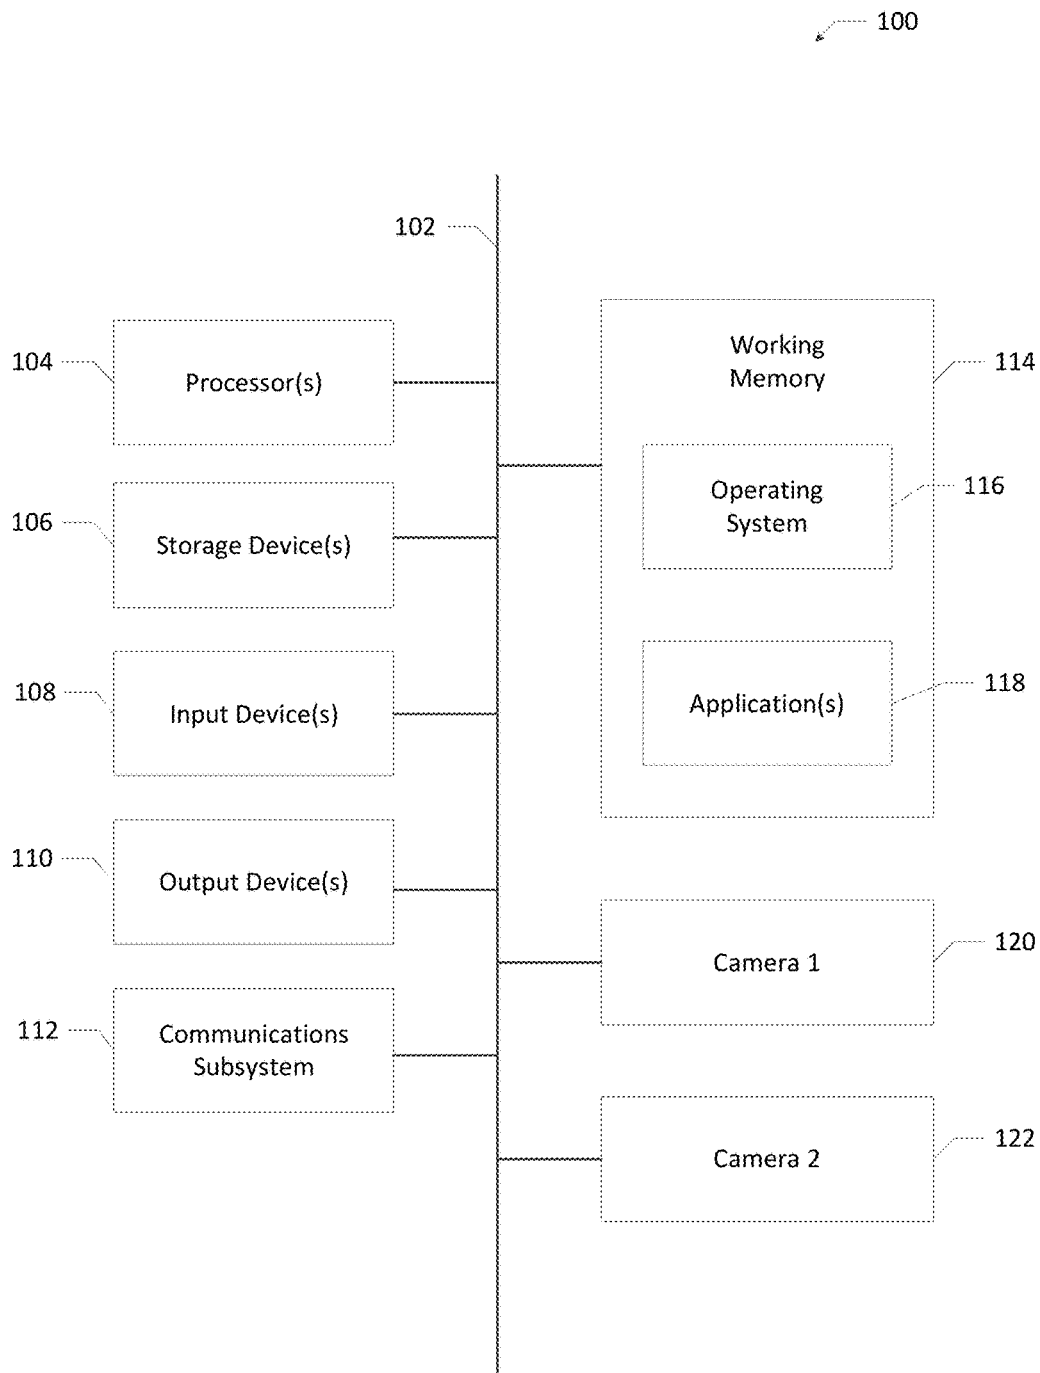 100
102
104
Processor(s)
Working
Memory
114
Operating
System
116
106
Storage Device(s)
Application(s)
118
108
Input Device(s)
110
Output Device(s)
Camera 1
120
112
Communications
Subsystem
Camera 2
122